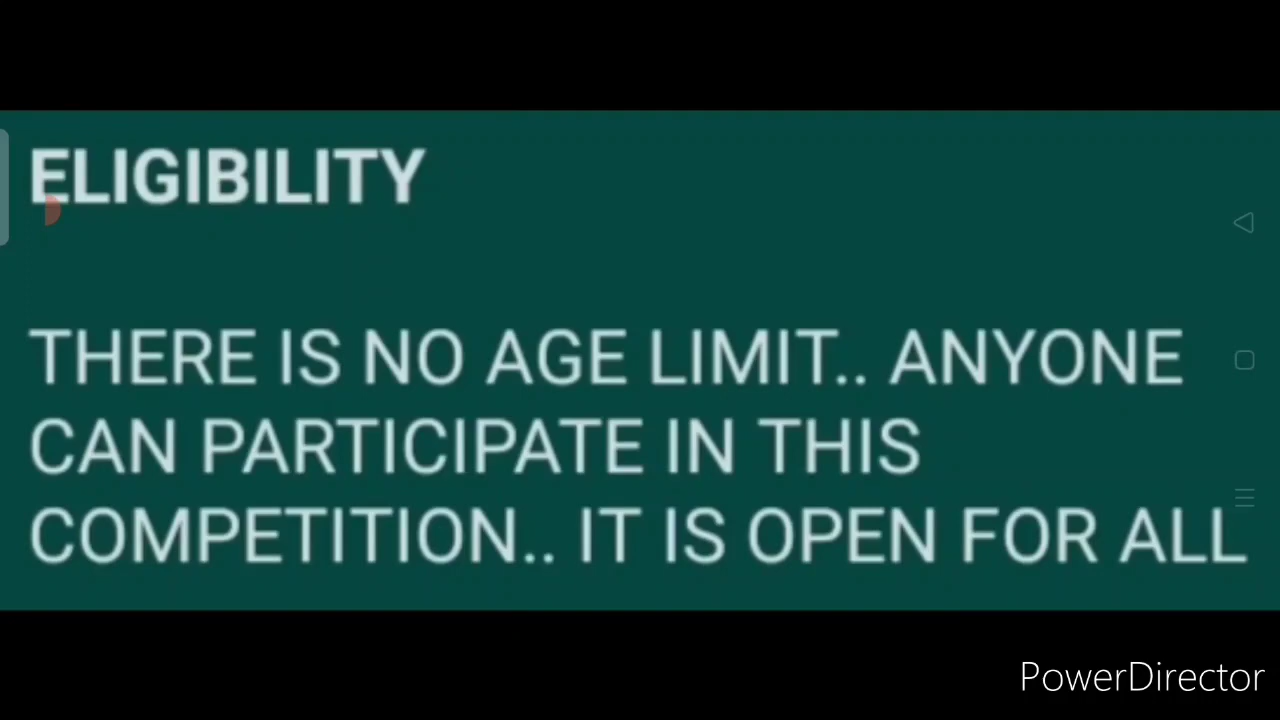 ELIGIBILITY
THERE IS NO AGE LIMIT.. ANYONE
CAN PARTICIPATE IN THIS
COMPETITION.. IT IS OPEN FOR ALL
PowerDirector